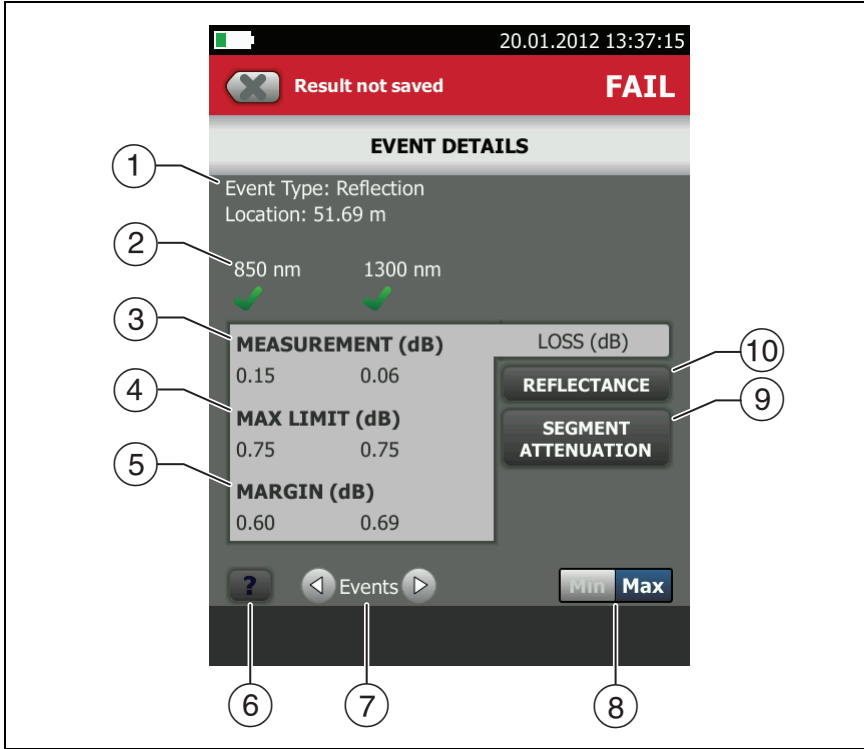 20.01.2012 13:37:15
Result not saved FAIL
EVENT DETAILS
1
Event Type: Reflection
Location: 51.69 m
2
850 nm 1300 nm
3
MEASUREMENT (dB) LOSS (dB)
10
0.15 0.06 REFLECTANCE
4
MAX LIMIT (dB) SEGMENT
9
0.75 0.75 ATTENUATION
5
MARGIN (dB)
0.60 0.69
? Events Min Max
6 7 8